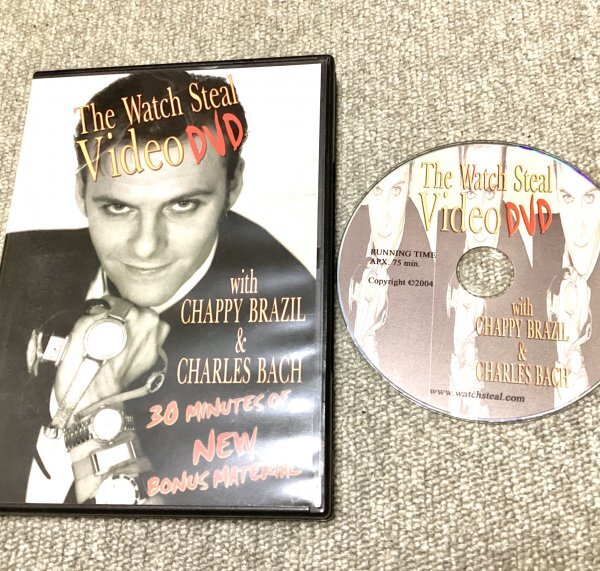 The Watch Steal
Video DVD
with
CHAPPY BRAZIL
&
CHARLES BACH
30 MINUTES OF
NEW
BONUS MATERIAL
The Watch Steal
Video DVD
RUNNING TIME
APX. 75 min.
Copyright ©2004
with
CHAPPY BRAZIL
&
CHARLES BACH
www.watchsteal.com